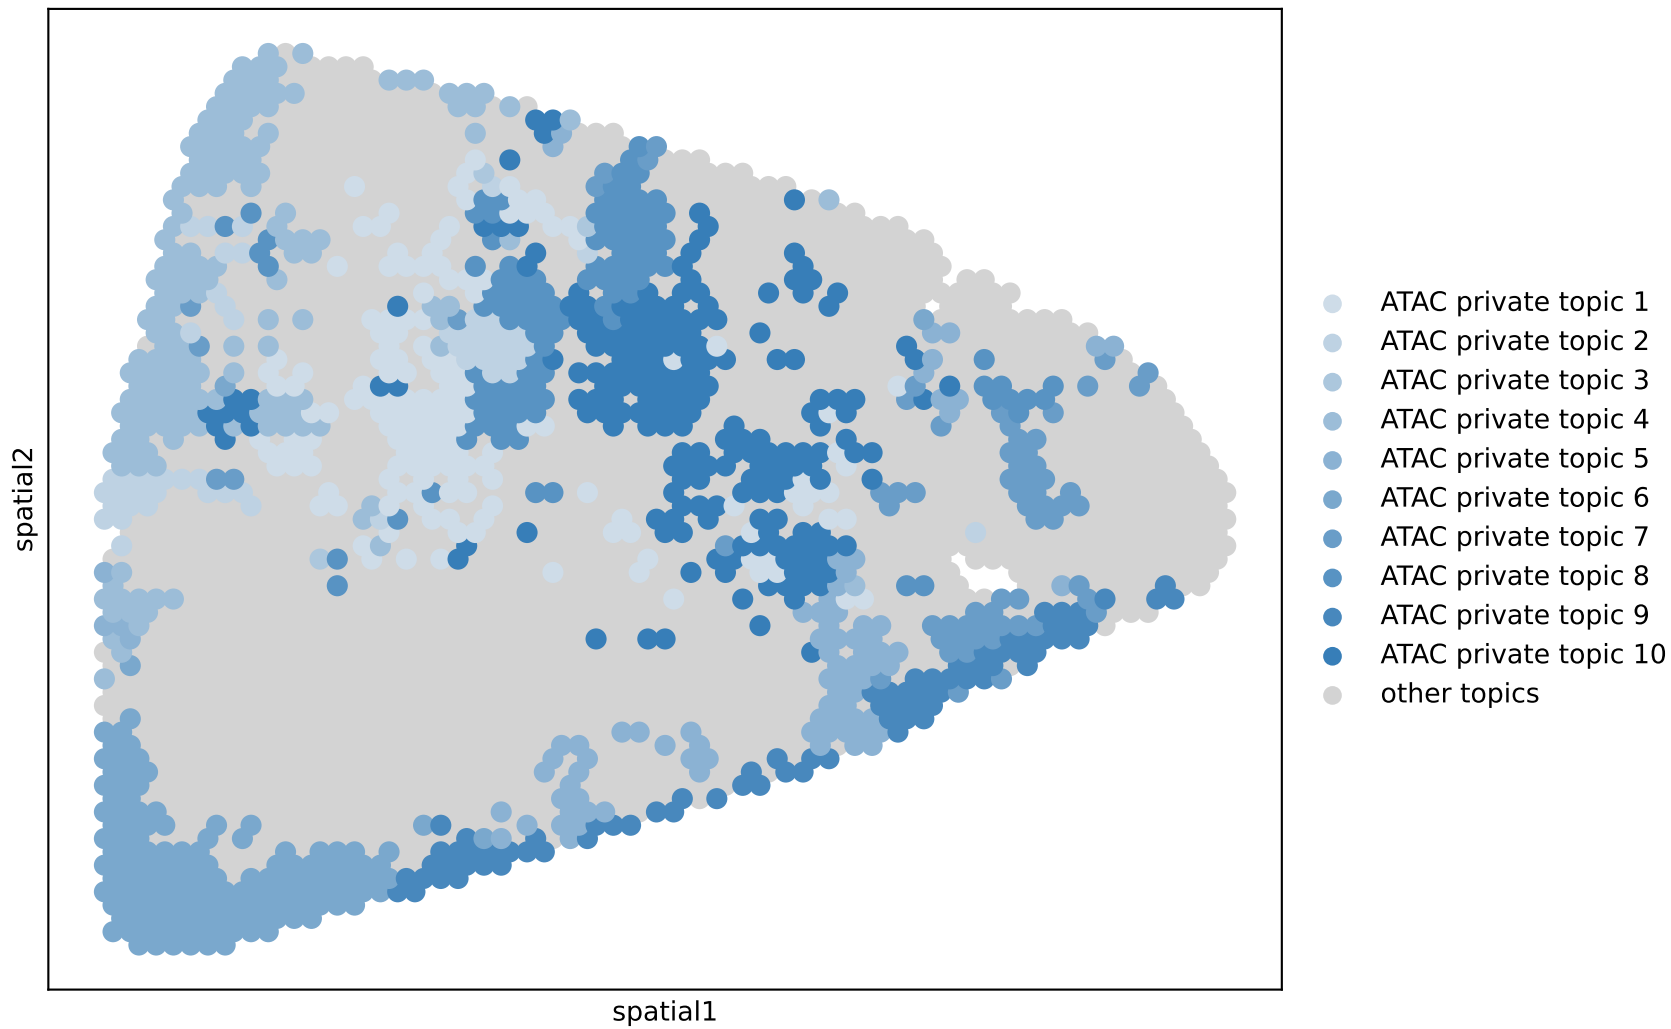 spatial2
spatial1
ATAC private topic 1
ATAC private topic 2
ATAC private topic 3
ATAC private topic 4
ATAC private topic 5
ATAC private topic 6
ATAC private topic 7
ATAC private topic 8
ATAC private topic 9
ATAC private topic 10
other topics